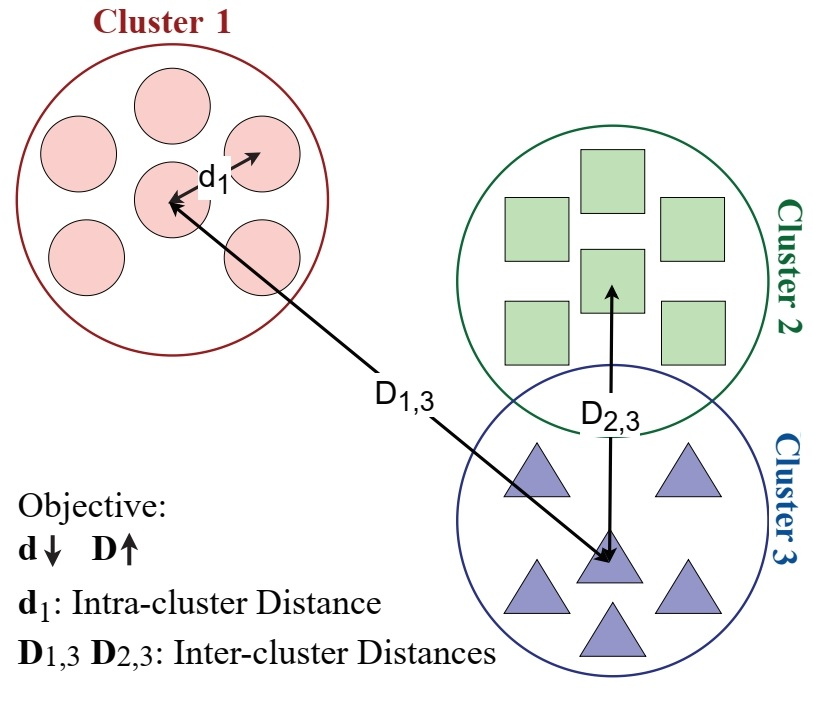 Cluster 1
d1
Cluster 2
D1,3
D2,3
Cluster 3
Objective:
d↓ D↑
d1: Intra-cluster Distance
D1,3 D2,3: Inter-cluster Distances